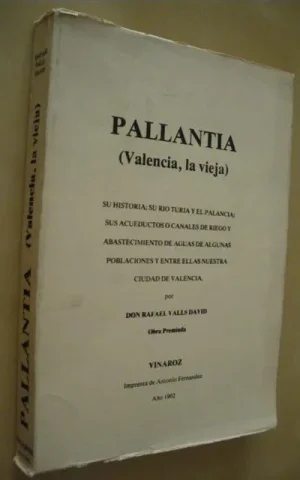 PALLANTIA
(Valencia, la vieja)
SU HISTORIA; SU RIO TURIA Y EL PALANCIA;
SUS ACUEDUCTOS O CANALES DE RIEGO Y
ABASTECIMIENTO DE AGUAS DE ALGUNAS
POBLACIONES Y ENTRE ELLAS NUESTRA
CIUDAD DE VALENCIA.
por
DON RAFAEL VALLS DAVID
Obra Premiada
VINAROZ
Imprenta de Antonio Fernandez
Año 1902
PALLANTIA (Valencia, la vieja)